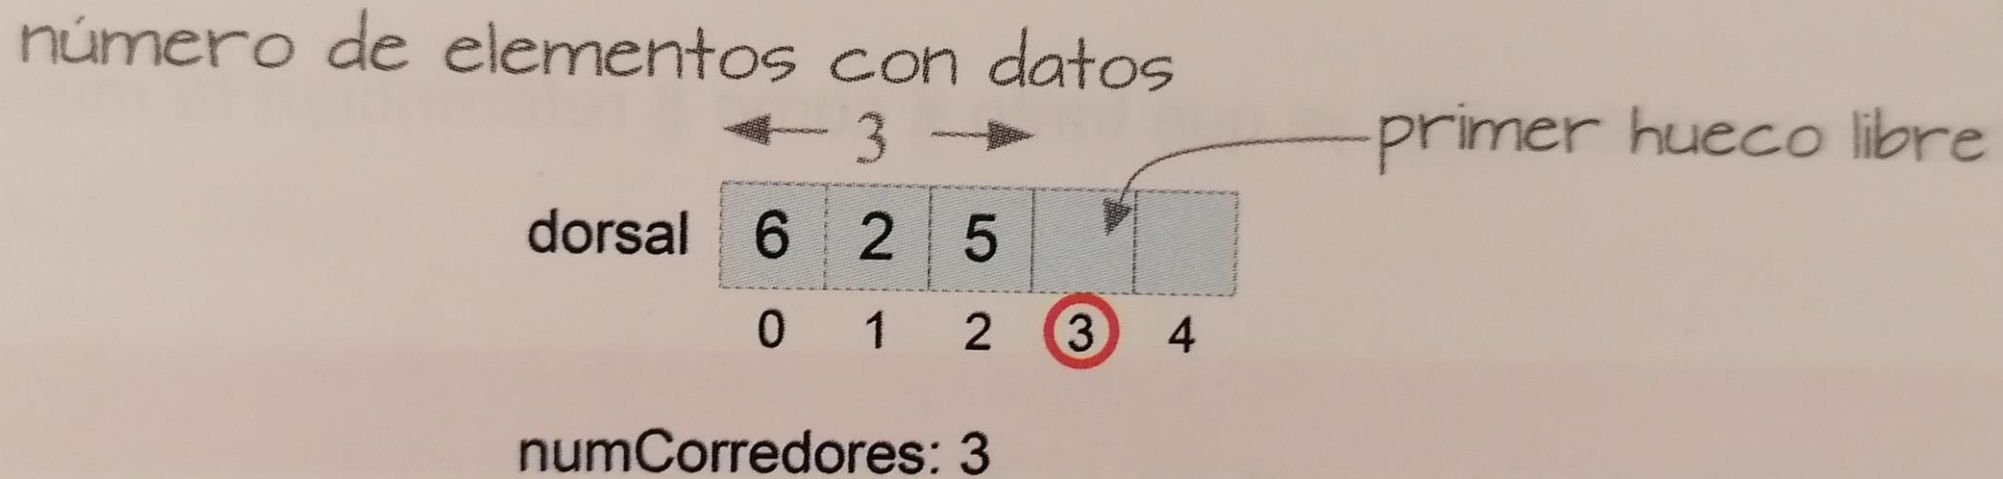 número de elementos con datos
3
primer hueco libre
dorsal 6 2 5
0 1 2 3 4
numCorredores: 3